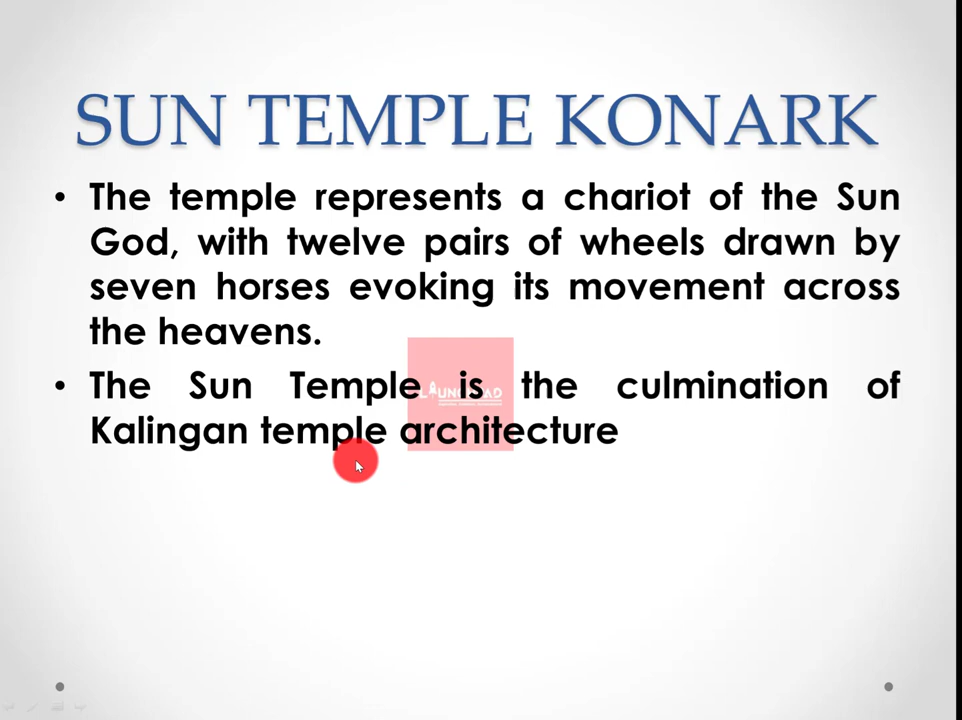 SUN TEMPLE KONARK
• The temple represents a chariot of the Sun
God, with twelve pairs of wheels drawn by
seven horses evoking its movement across
the heavens.
• The Sun Temple is the culmination of
Kalingan temple architecture